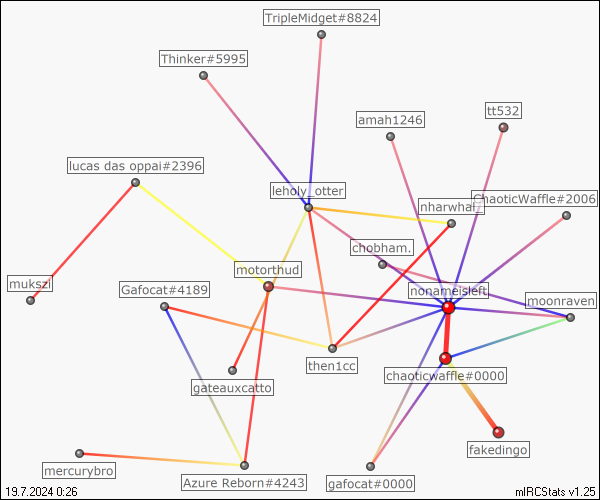 TripleMidget#8824
Thinker#5995
tt532
amah1246
lucas das oppai#2396
leholy_otter
ChaoticWaffle#2006
nharwhal_
chobham.
motorthud
mukszi
Gafocat#4189
nonameisleft
moonraven
then1cc
chaoticwaffle#0000
gateauxcatto
fakedingo
mercurybro
Azure Reborn#4243
gafocat#0000
19.7.2024 0:26
mIRCStats v1.25